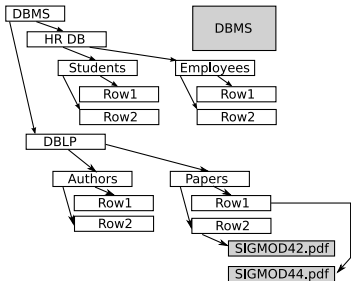 DBMS
DBMS
HR DB
Students
Employees
Row1
Row1
Row2
Row2
DBLP
Authors
Papers
Row1
Row1
Row2
Row2
SIGMOD42.pdf
SIGMOD44.pdf